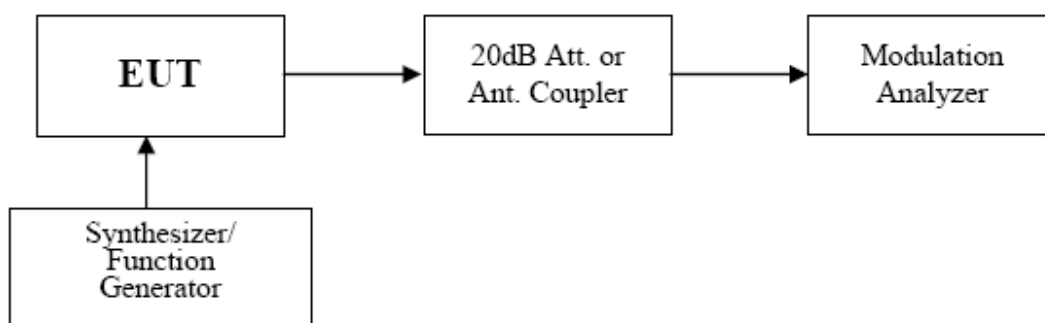 EUT
20dB Att. or
Ant. Coupler
Modulation
Analyzer
Synthesizer/
Function
Generator